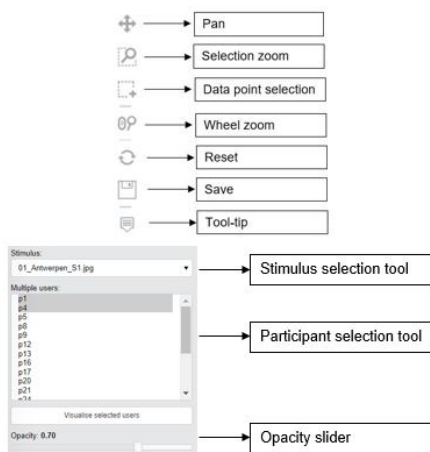 Pan
Selection zoom
Data point selection
Wheel zoom
Reset
Save
Tool-tip
Stimulus:
01_Antwerpen_S1.jpg
Stimulus selection tool
Multiple users:
p1
p4
p5
p8
p9
p12
p13
p16
p17
p20
p21
p24
Participant selection tool
Visualise selected users
Opacity: 0.70
Opacity slider